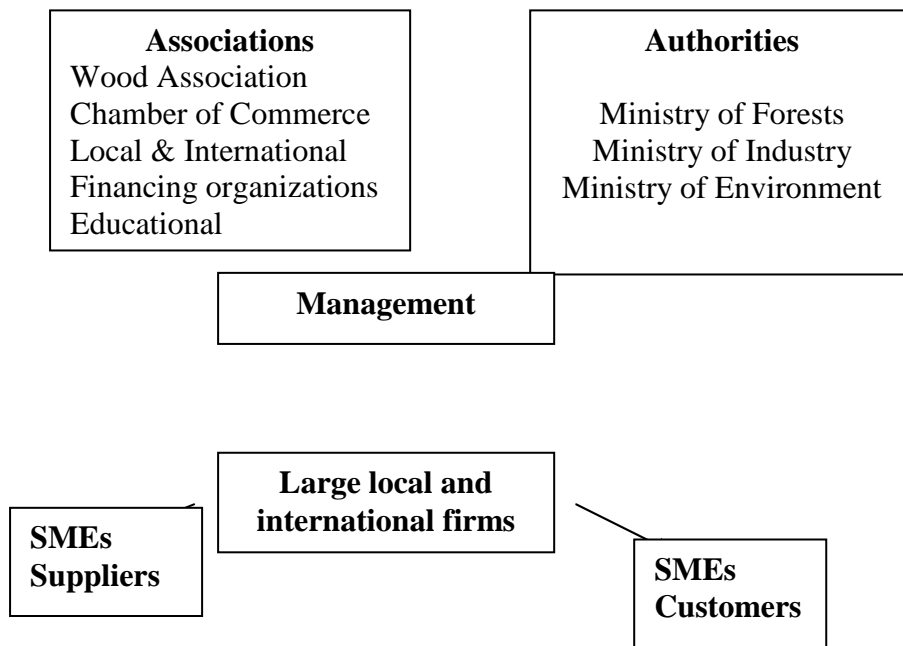 Associations
Wood Association
Chamber of Commerce
Local & International
Financing organizations
Educational
Authorities
Ministry of Forests
Ministry of Industry
Ministry of Environment
Management
Large local and
international firms
SMEs
Suppliers
SMEs
Customers